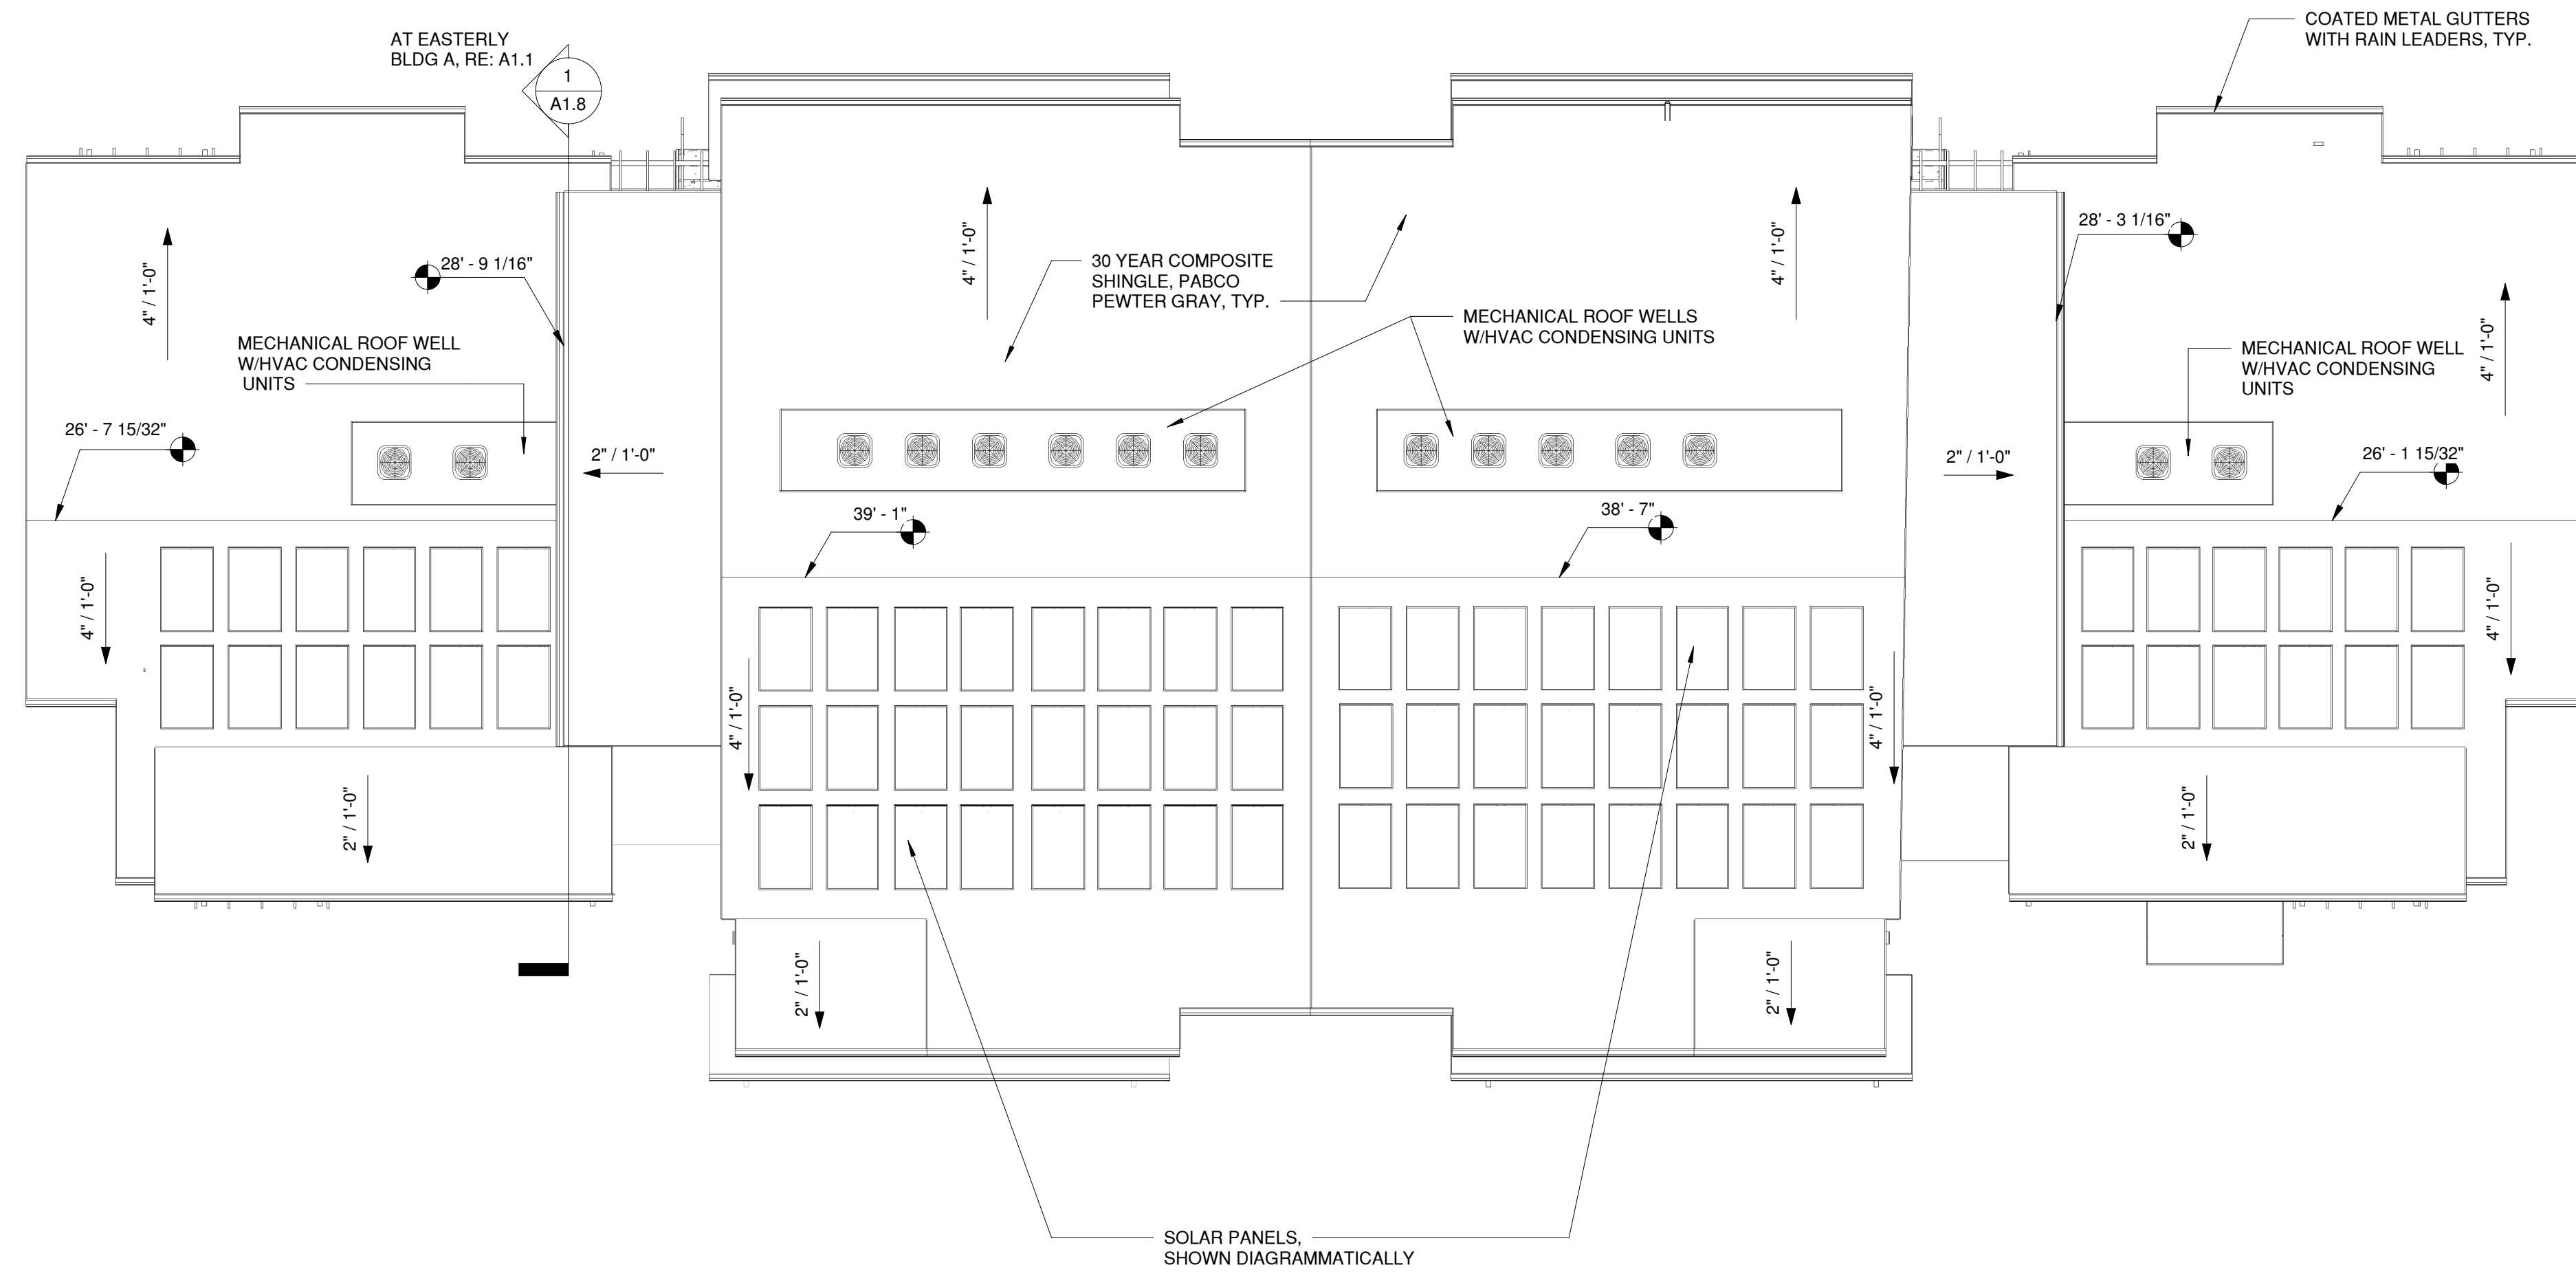 COATED METAL GUTTERS
WITH RAIN LEADERS, TYP.
AT EASTERLY
BLDG A, RE: A1.1
1
A1.8
28' - 9 1/16"
28' - 3 1/16"
4" / 1'-0"
4" / 1'-0"
4" / 1'-0"
4" / 1'-0"
30 YEAR COMPOSITE
SHINGLE, PABCO
PEWTER GRAY, TYP.
MECHANICAL ROOF WELL
W/HVAC CONDENSING
UNITS
MECHANICAL ROOF WELLS
W/HVAC CONDENSING UNITS
MECHANICAL ROOF WELL
W/HVAC CONDENSING
UNITS
26' - 7 15/32"
2" / 1'-0"
2" / 1'-0"
26' - 1 15/32"
39' - 1"
38' - 7"
4" / 1'-0"
4" / 1'-0"
4" / 1'-0"
4" / 1'-0"
2" / 1'-0"
2" / 1'-0"
2" / 1'-0"
2" / 1'-0"
SOLAR PANELS,
SHOWN DIAGRAMMATICALLY